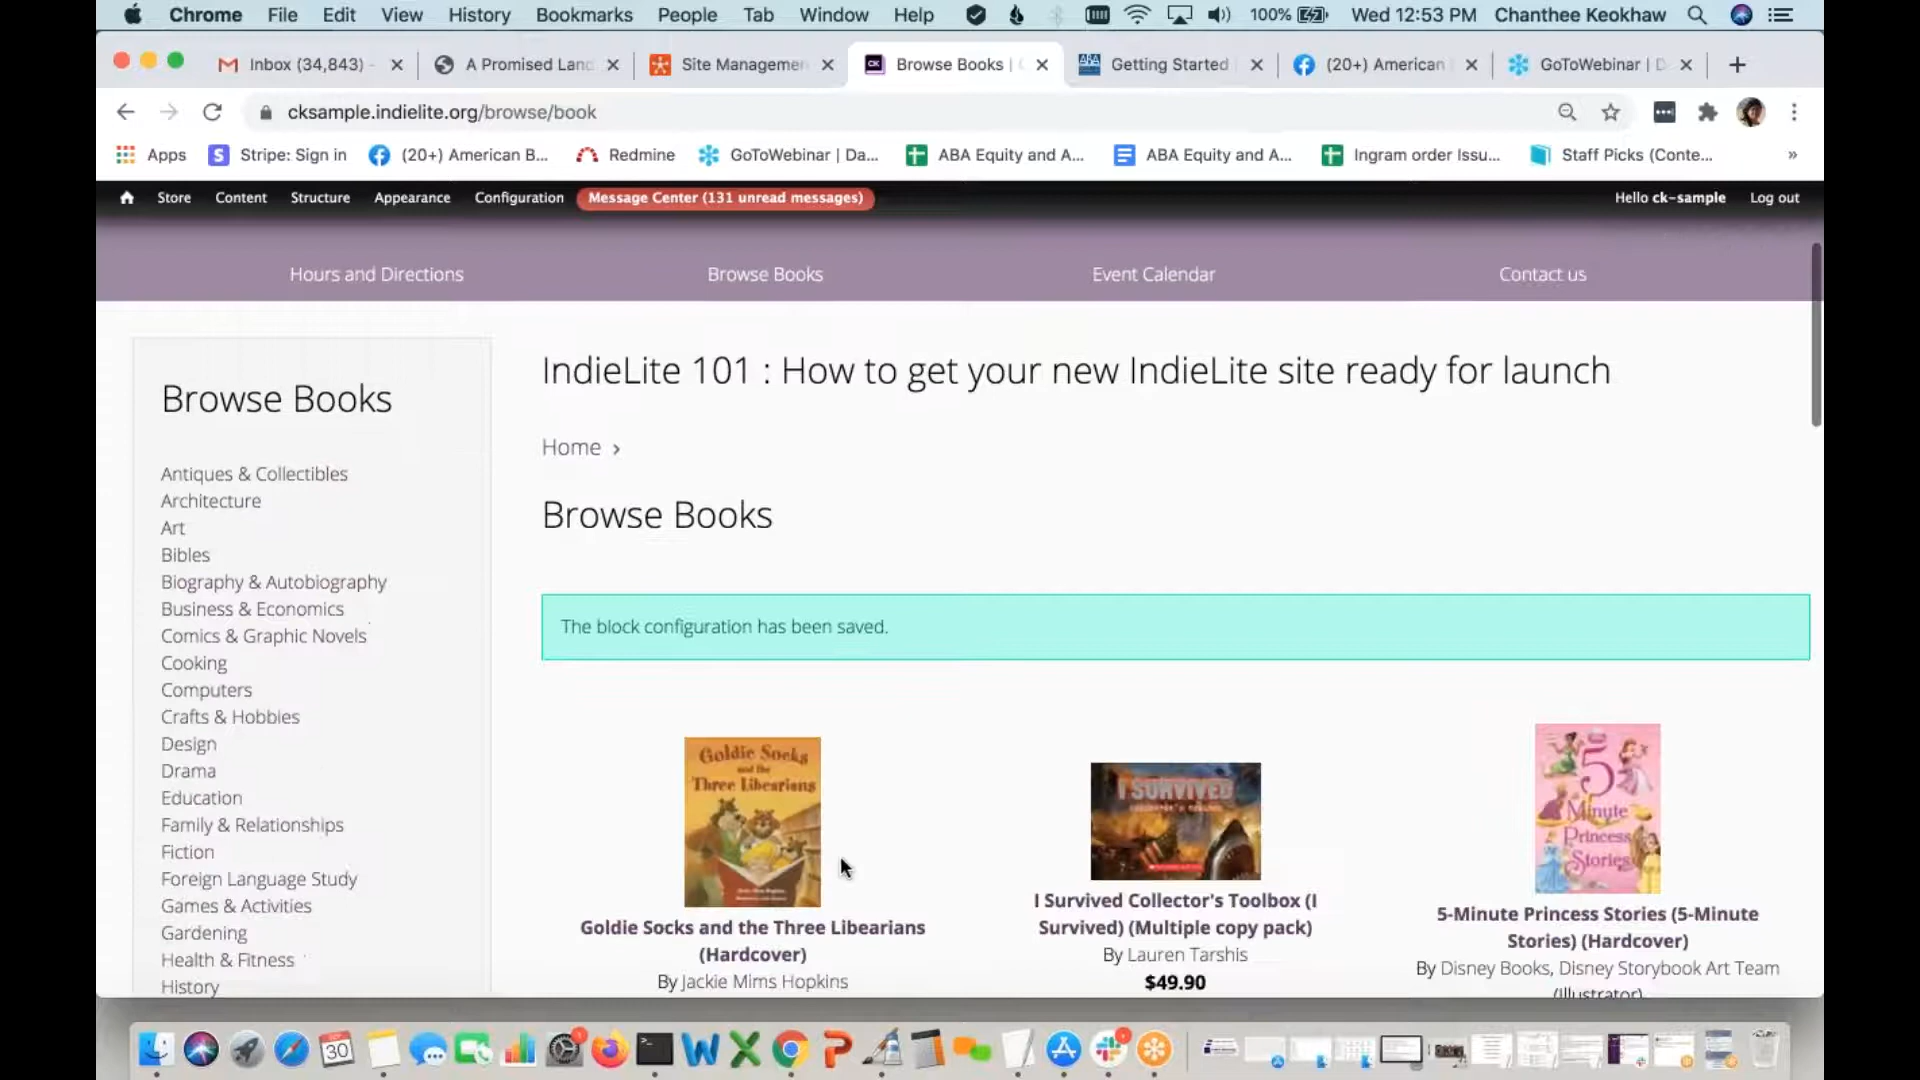 Chrome File Edit View History Bookmarks People Tab Window Help 100% Wed 12:53 PM Chanthee Keokhaw
Inbox (34,843) - A Promised Land Site Management Browse Books | Getting Started (20+) American GoToWebinar | D
cksample.indielite.org/browse/book
Apps Stripe: Sign in (20+) American B... Redmine GoToWebinar | Da... ABA Equity and A... ABA Equity and A... Ingram order Issu... Staff Picks (Conte... »
Store Content Structure Appearance Configuration Message Center (131 unread messages) Hello ck-sample Log out
Hours and Directions Browse Books Event Calendar Contact us
Browse Books
Antiques & Collectibles
Architecture
Art
Bibles
Biography & Autobiography
Business & Economics
Comics & Graphic Novels
Cooking
Computers
Crafts & Hobbies
Design
Drama
Education
Family & Relationships
Fiction
Foreign Language Study
Games & Activities
Gardening
Health & Fitness
History
IndieLite 101 : How to get your new IndieLite site ready for launch
Home ›
Browse Books
The block configuration has been saved.
Goldie Socks
and the
Three Libearians
Goldie Socks and the Three Libearians
(Hardcover)
By Jackie Mims Hopkins
I SURVIVED
I Survived Collector's Toolbox (I
Survived) (Multiple copy pack)
By Lauren Tarshis
$49.90
5
Minute
Princess
Stories
5-Minute Princess Stories (5-Minute
Stories) (Hardcover)
By Disney Books, Disney Storybook Art Team
(Illustrator)
30